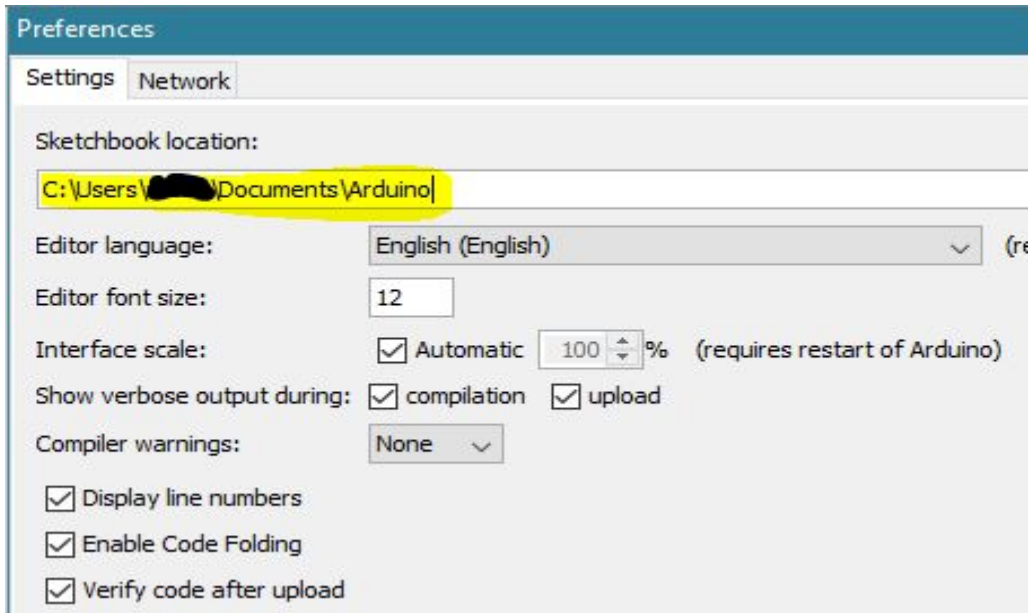 Preferences
Settings Network
Sketchbook location:
C:\Users\ \Documents\Arduino
Editor language: English (English) (re
Editor font size: 12
Interface scale: Automatic 100 % (requires restart of Arduino)
Show verbose output during: compilation upload
Compiler warnings: None
Display line numbers
Enable Code Folding
Verify code after upload